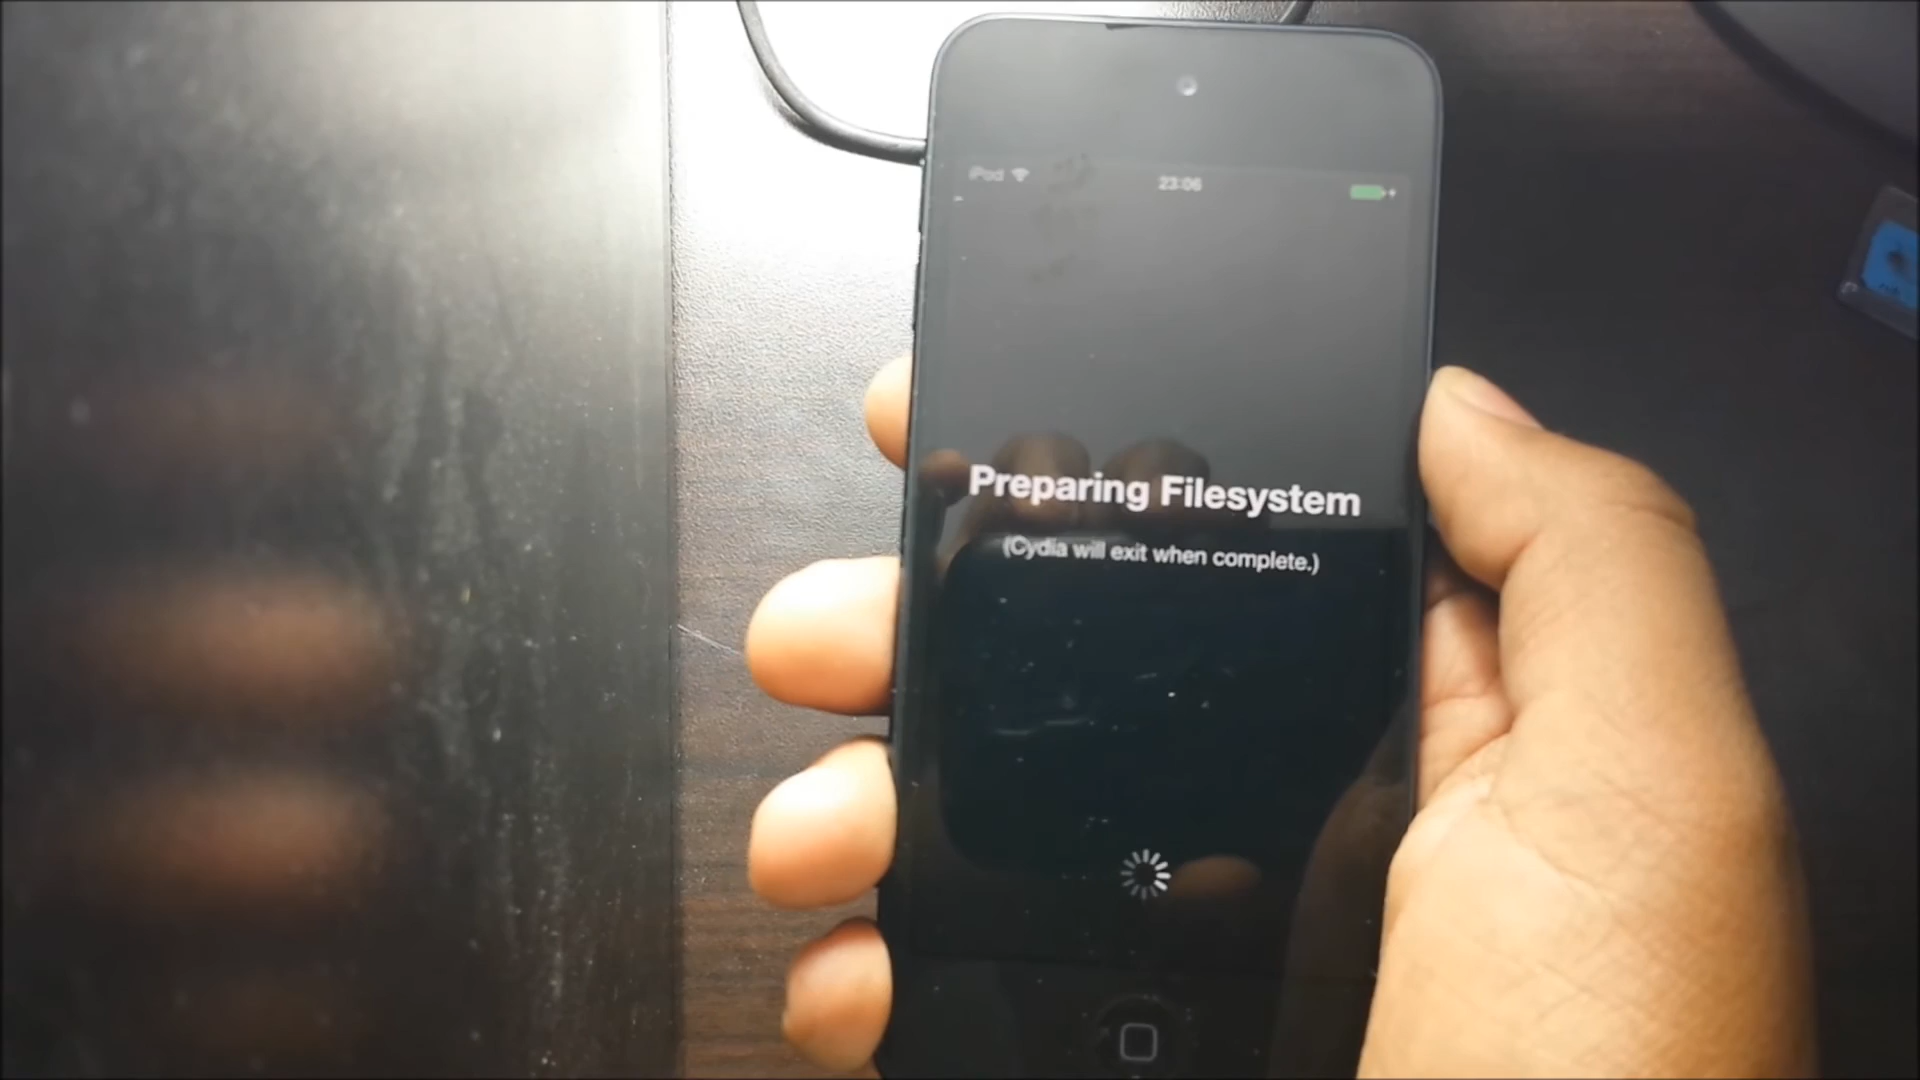 iPod 23:06
Preparing Filesystem
(Cydia will exit when complete.)